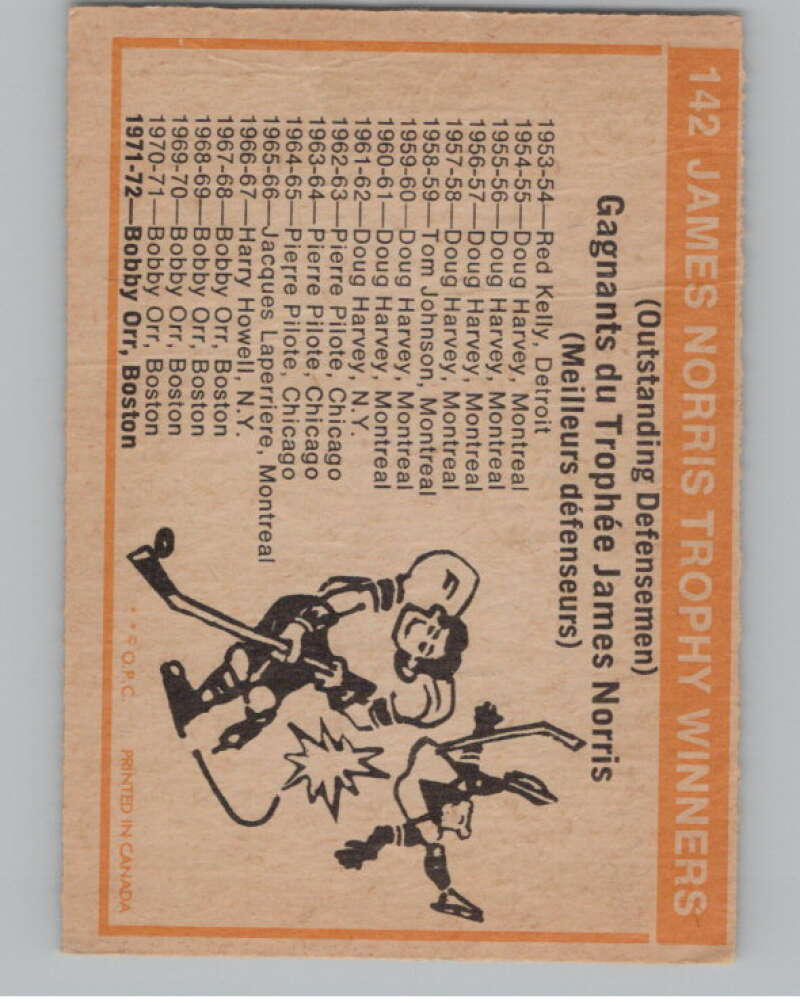 142 JAMES NORRIS TROPHY WINNERS
(Outstanding Defensemen)
Gagnants du Trophée James Norris
(Meilleurs défenseurs)
1953-54—Red Kelly, Detroit
1954-55—Doug Harvey, Montreal
1955-56—Doug Harvey, Montreal
1956-57—Doug Harvey, Montreal
1957-58—Doug Harvey, Montreal
1958-59—Tom Johnson, Montreal
1959-60—Doug Harvey, Montreal
1960-61—Doug Harvey, Montreal
1961-62—Doug Harvey, N.Y.
1962-63—Pierre Pilote, Chicago
1963-64—Pierre Pilote, Chicago
1964-65—Pierre Pilote, Chicago
1965-66—Jacques Laperriere, Montreal
1966-67—Harry Howell, N.Y.
1967-68—Bobby Orr, Boston
1968-69—Bobby Orr, Boston
1969-70—Bobby Orr, Boston
1970-71—Bobby Orr, Boston
1971-72—Bobby Orr, Boston
* * © O.P.C. PRINTED IN CANADA